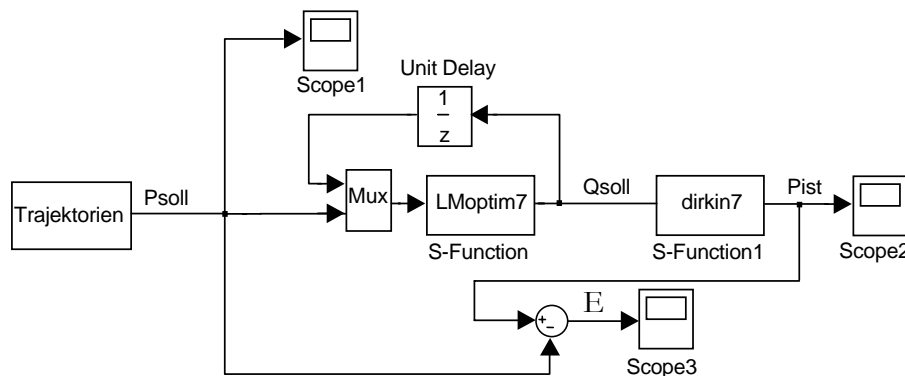 Scope1
Unit Delay
1
z
Trajektorien
Psoll
Mux
LMoptim7
S-Function
Qsoll
dirkin7
S-Function1
Pist
Scope2
+
-
E
Scope3